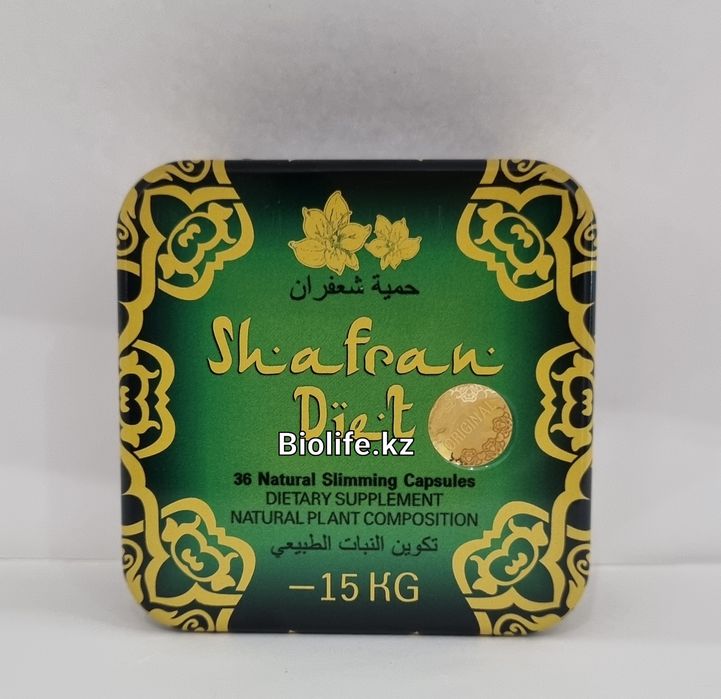 حمية شعفران
Shafran
Diet
ORIGINAL
Biolife.kz
36 Natural Slimming Capsules
DIETARY SUPPLEMENT
NATURAL PLANT COMPOSITION
تكوين النبات الطبيعي
–15 KG